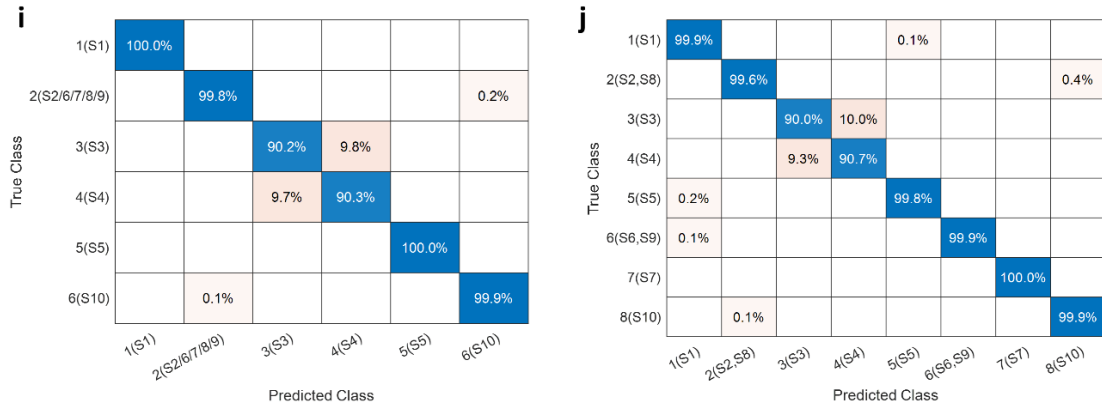 i
True Class
1(S1) 100.0%
2(S2/6/7/8/9) 99.8% 0.2%
3(S3) 90.2% 9.8%
4(S4) 9.7% 90.3%
5(S5) 100.0%
6(S10) 0.1% 99.9%
1(S1) 2(S2/6/7/8/9) 3(S3) 4(S4) 5(S5) 6(S10)
Predicted Class
j
True Class
1(S1) 99.9% 0.1%
2(S2,S8) 99.6% 0.4%
3(S3) 90.0% 10.0%
4(S4) 9.3% 90.7%
5(S5) 0.2% 99.8%
6(S6,S9) 0.1% 99.9%
7(S7) 100.0%
8(S10) 0.1% 99.9%
1(S1) 2(S2,S8) 3(S3) 4(S4) 5(S5) 6(S6,S9) 7(S7) 8(S10)
Predicted Class